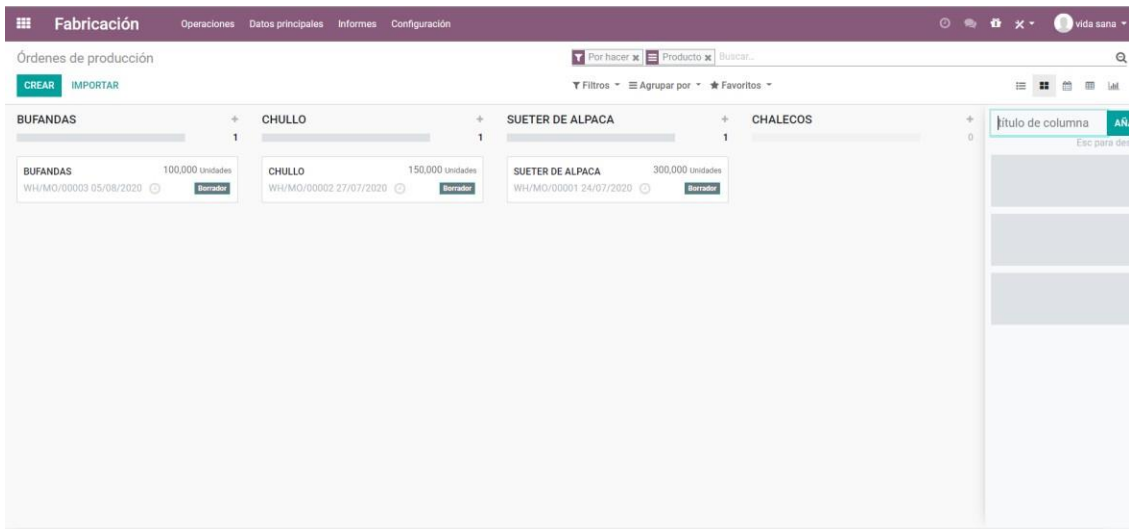 Fabricación Operaciones Datos principales Informes Configuración vida sana
Órdenes de producción Por hacer x Producto x Buscar...
CREAR IMPORTAR Filtros Agrupar por Favoritos
BUFANDAS + CHULLO + SUETER DE ALPACA + CHALECOS + título de columna
1 1 1 0 Esc para
BUFANDAS 100,000 Unidades CHULLO 150,000 Unidades SUETER DE ALPACA 300,000 Unidades
WH/MO/00003 05/08/2020 Borrador WH/MO/00002 27/07/2020 Borrador WH/MO/00001 24/07/2020 Borrador